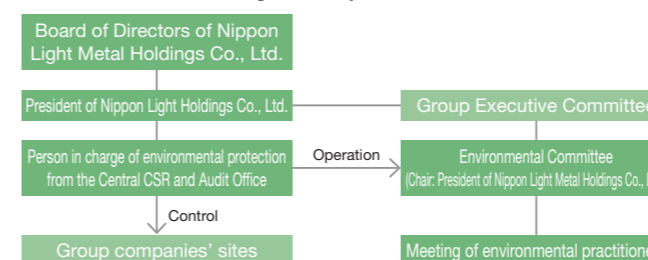 Board of Directors of Nippon
Light Metal Holdings Co., Ltd.
President of Nippon Light Holdings Co., Ltd.
Group Executive Committee
Person in charge of environmental protection
from the Central CSR and Audit Office
Operation
Environmental Committee
(Chair: President of Nippon Light Metal Holdings Co.,
Control
Group companies' sites
Meeting of environmental